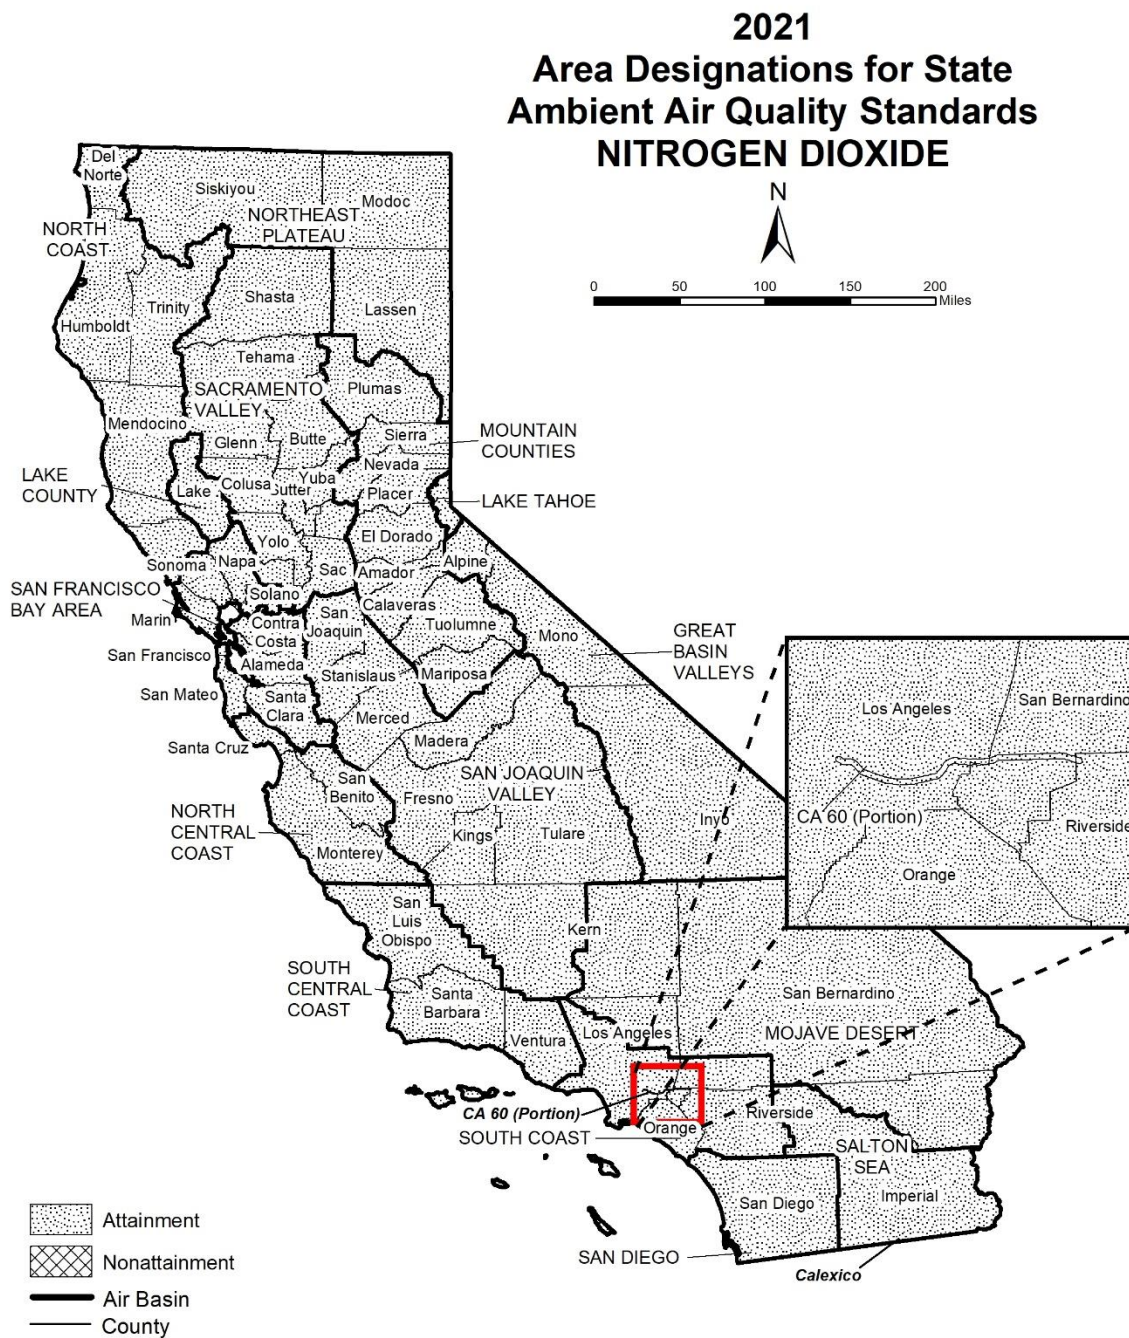 2021
Area Designations for State
Ambient Air Quality Standards
NITROGEN DIOXIDE
N
0 50 100 150 200
Miles
Del
Norte
Siskiyou
Modoc
NORTHEAST
PLATEAU
NORTH
COAST
Shasta
Trinity
Lassen
Humboldt
Tehama
SACRAMENTO
VALLEY
Plumas
Mendocino
Glenn
Butte
Sierra
MOUNTAIN
COUNTIES
Nevada
LAKE
COUNTY
Lake
Colusa
Yuba
Sutter
Placer
LAKE TAHOE
Yolo
El Dorado
Sonoma
Napa
Sac
Amador
Alpine
SAN FRANCISCO
BAY AREA
Solano
Marin
Contra
Costa
San
Joaquin
Calaveras
Tuolumne
Mono
GREAT
BASIN
VALLEYS
San Francisco
Alameda
Stanislaus
Mariposa
San Mateo
Santa
Clara
Merced
Santa Cruz
Madera
San
Benito
SAN JOAQUIN
VALLEY
Fresno
NORTH
CENTRAL
COAST
Kings
Tulare
Inyo
Monterey
Los Angeles
San Bernardino
CA 60 (Portion)
Riverside
Orange
San
Luis
Obispo
Kern
SOUTH
CENTRAL
COAST
Santa
Barbara
Ventura
Los Angeles
San Bernardino
MOJAVE DESERT
CA 60 (Portion)
Orange
Riverside
SOUTH COAST
SALTON
SEA
San Diego
Imperial
SAN DIEGO
Calexico
Attainment
Nonattainment
Air Basin
County